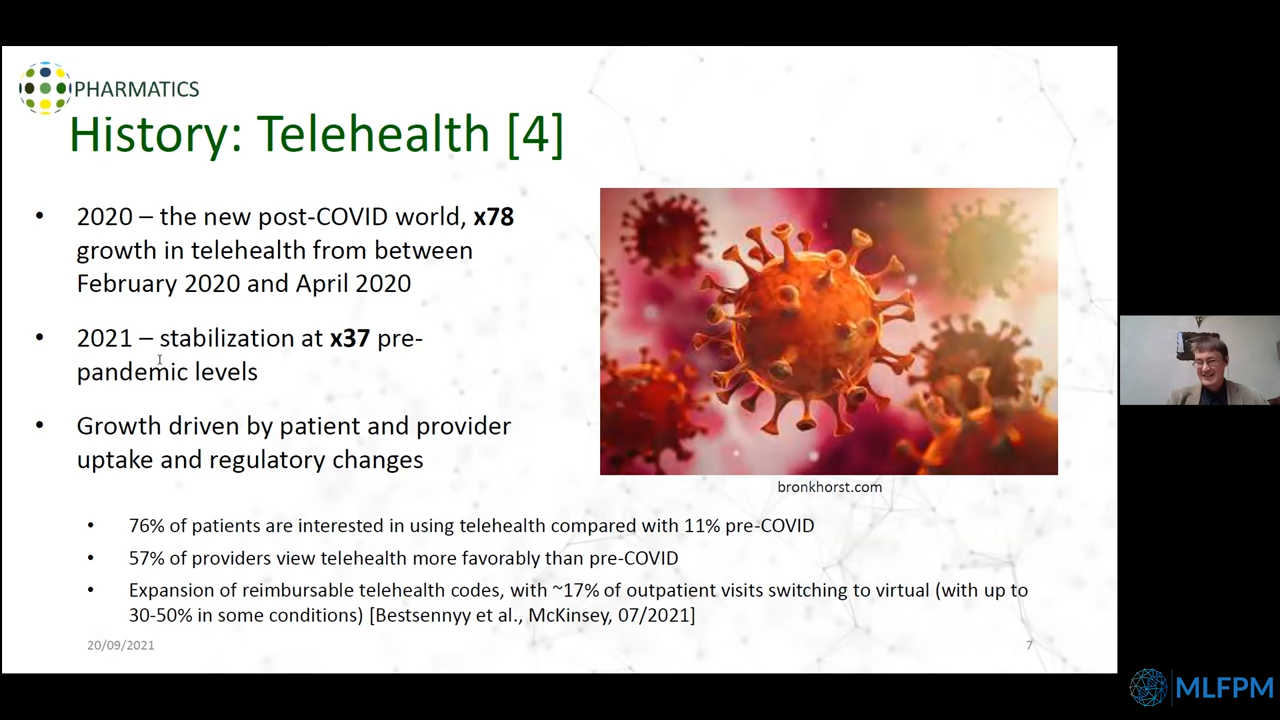 PHARMATICS
History: Telehealth [4]
• 2020 – the new post-COVID world, x78
growth in telehealth from between
February 2020 and April 2020
• 2021 – stabilization at x37 pre-
pandemic levels
• Growth driven by patient and provider
uptake and regulatory changes
bronkhorst.com
• 76% of patients are interested in using telehealth compared with 11% pre-COVID
• 57% of providers view telehealth more favorably than pre-COVID
• Expansion of reimbursable telehealth codes, with ~17% of outpatient visits switching to virtual (with up to
30-50% in some conditions) [Bestsennyy et al., McKinsey, 07/2021]
20/09/2021
7
MLFPM